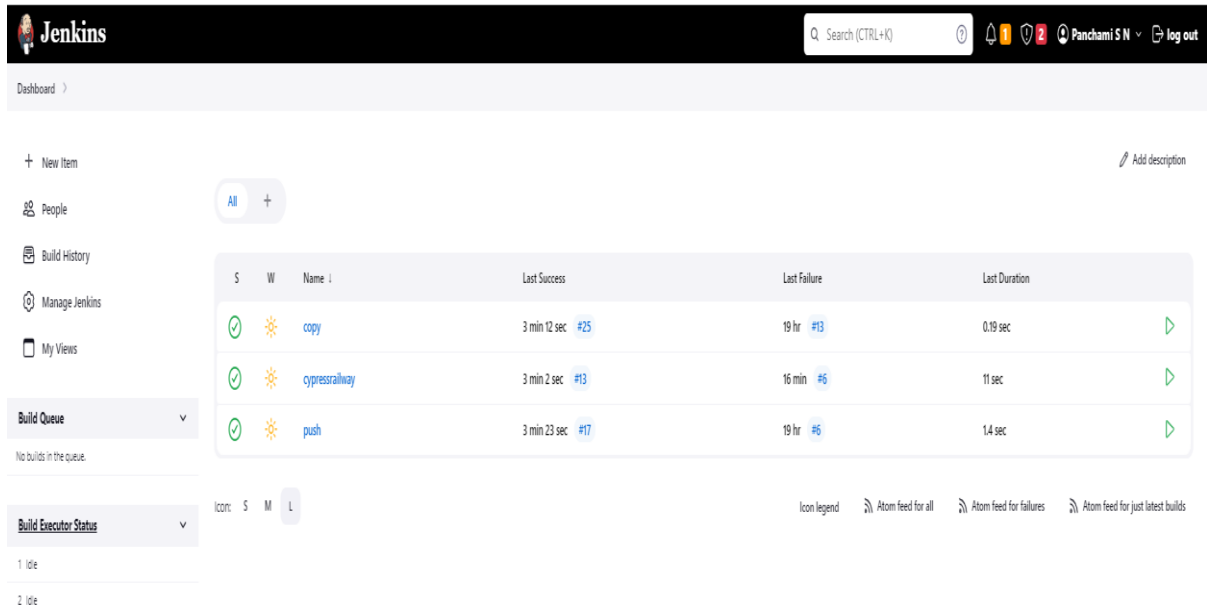 Jenkins
Search (CTRL+K)
1
2
Panchami S N
log out
Dashboard
New Item
People
Build History
Manage Jenkins
My Views
Build Queue
No builds in the queue.
Build Executor Status
1 Idle
2 Idle
Add description
All +
S W Name ↓ Last Success Last Failure Last Duration
copy 3 min 12 sec #25 19 hr #13 0.19 sec
cypressrailway 3 min 2 sec #13 16 min #6 11 sec
push 3 min 23 sec #17 19 hr #6 1.4 sec
Icon: S M L
Icon legend Atom feed for all Atom feed for failures Atom feed for just latest builds